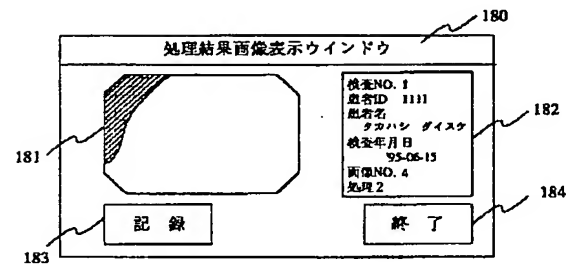 180
処理結果画像表示ウインドウ
検査NO. 1
患者ID 1111
患者名
タカハシ ダイスケ
検査年月日
'95-06-15
画像NO. 4
処理2
181
182
記 録
終 了
183
184